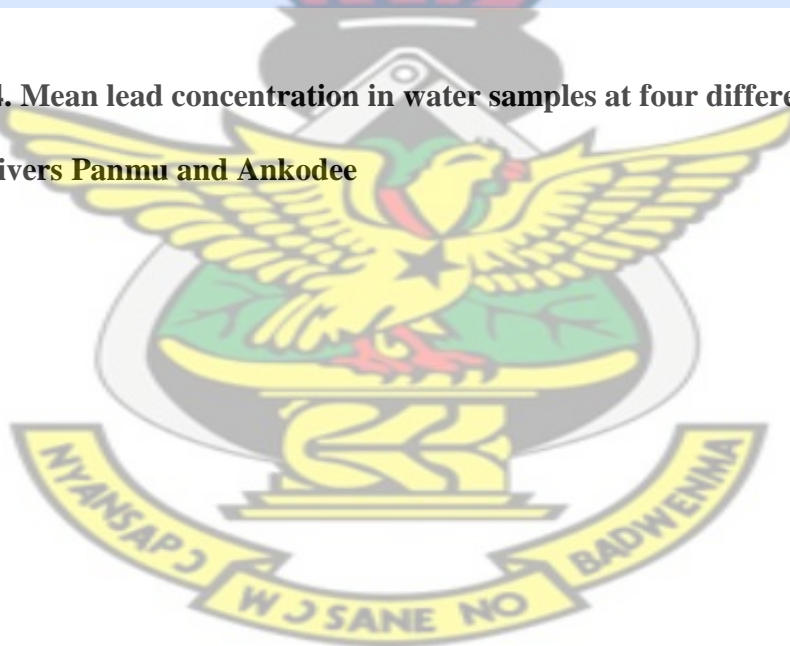 4. Mean lead concentration in water samples at four differe
ivers Panmu and Ankodee
NYANSAPƆ WƆSANE NO BADWENMA